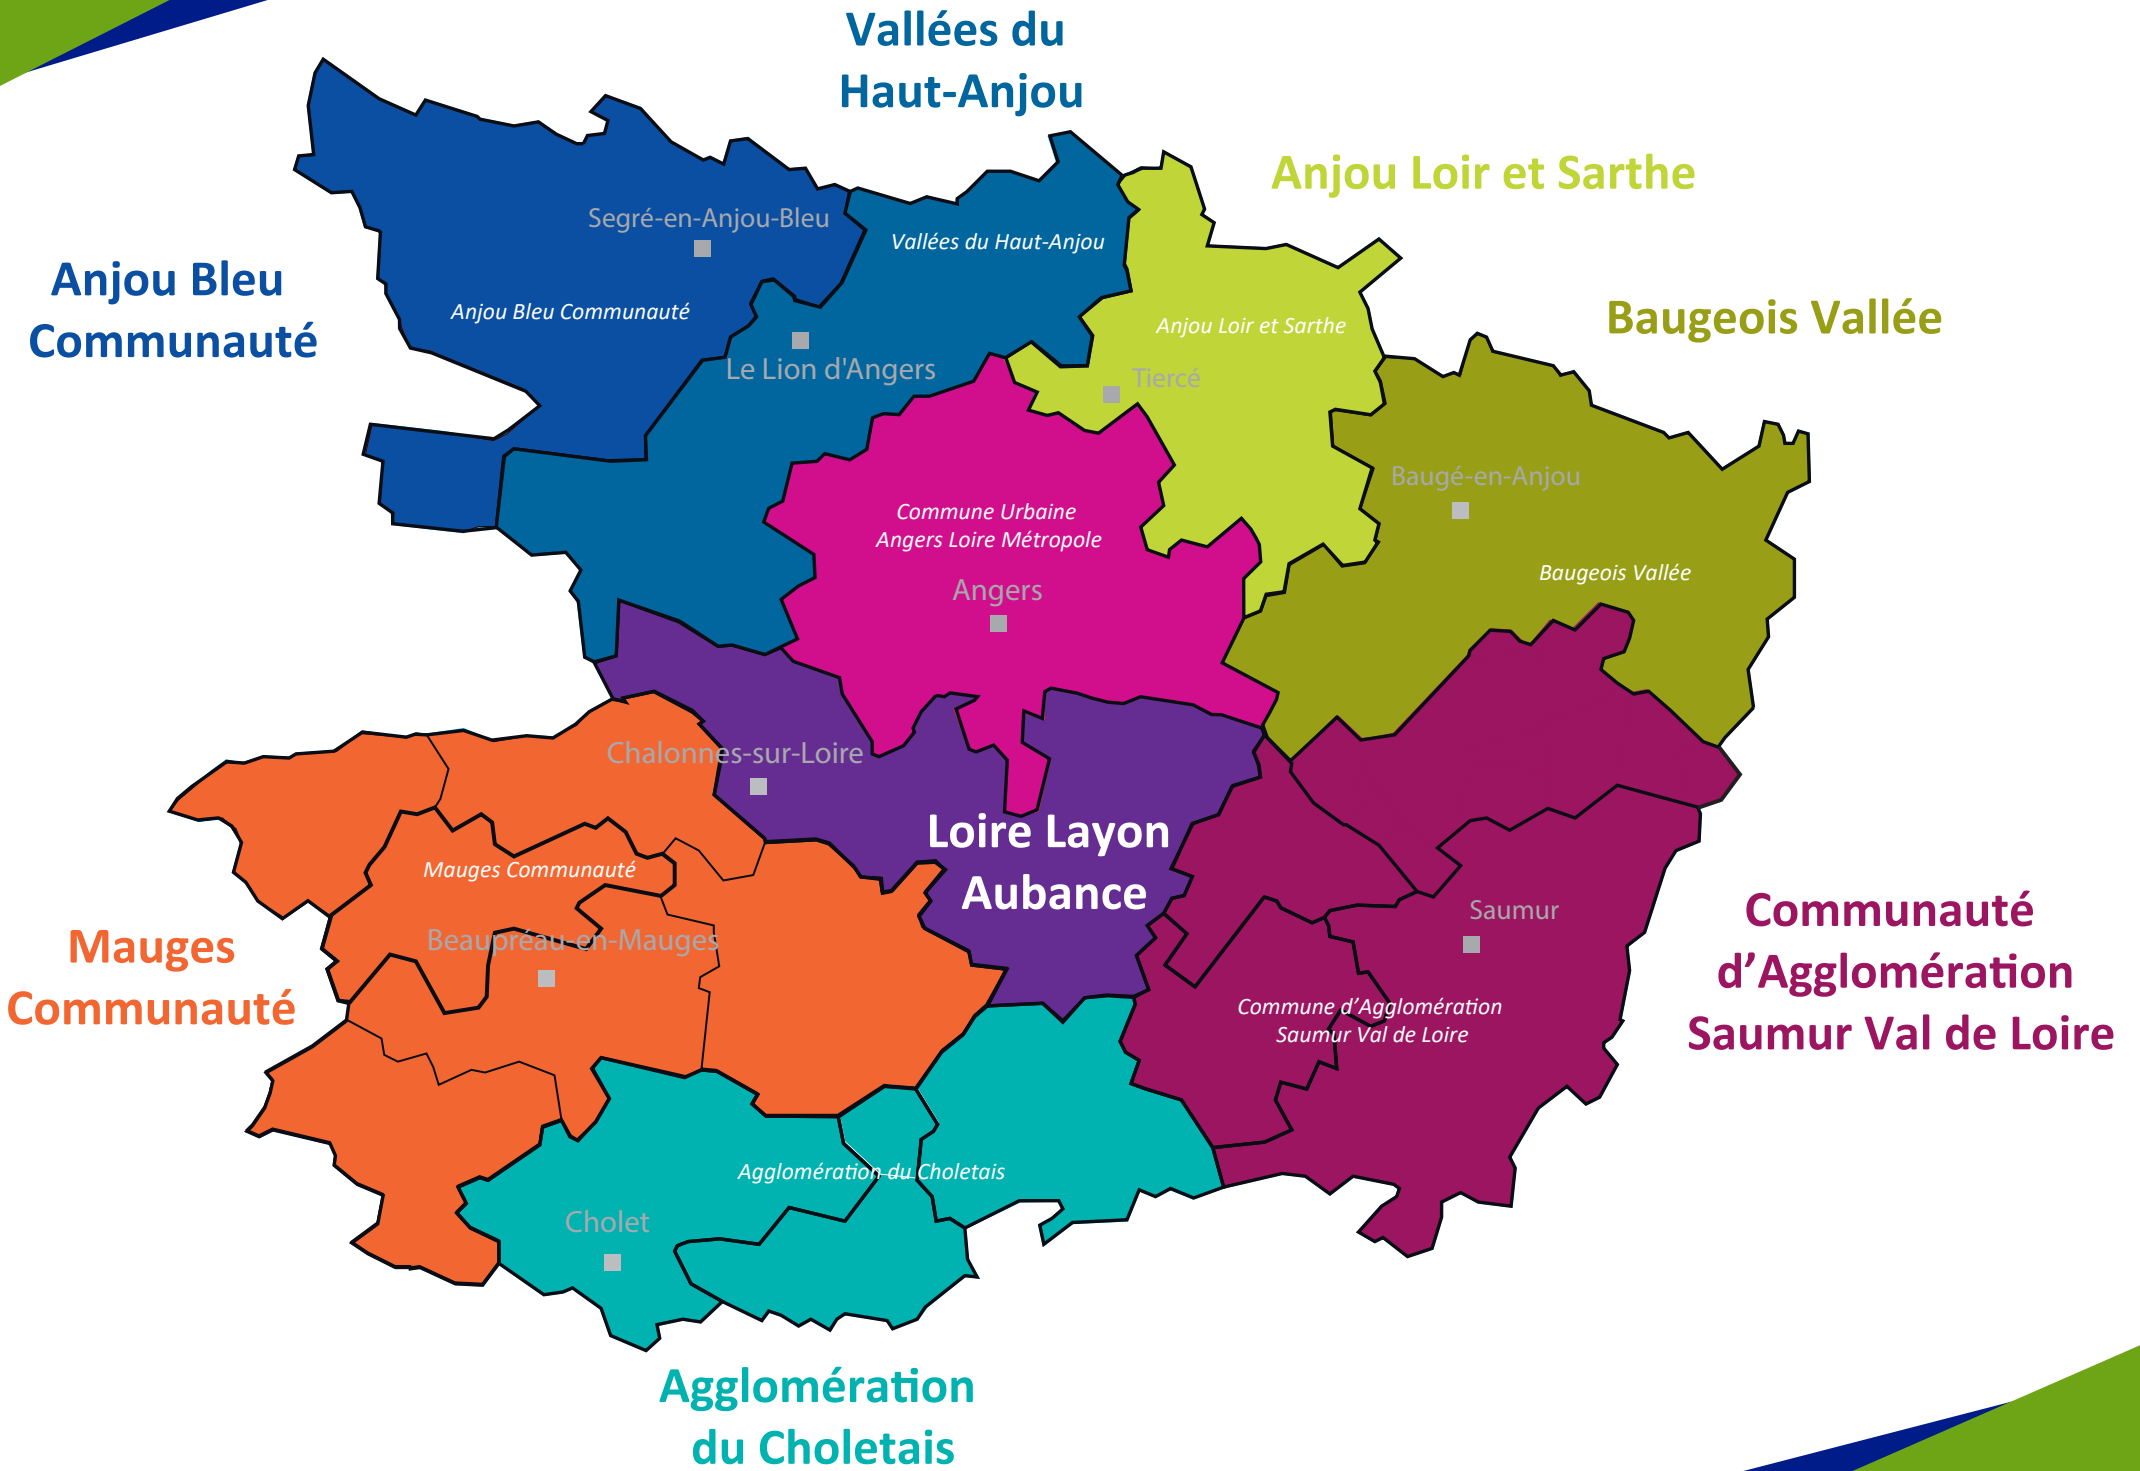 Vallées du
Haut-Anjou
Anjou Loir et Sarthe
Segré-en-Anjou-Bleu
Vallées du Haut-Anjou
Anjou Bleu
Communauté
Anjou Bleu Communauté
Baugeois Vallée
Anjou Loir et Sarthe
Le Lion d'Angers
Tiercé
Baugé-en-Anjou
Commune Urbaine
Angers Loire Métropole
Baugeois Vallée
Angers
Chalonnes-sur-Loire
Loire Layon
Aubance
Mauges Communauté
Saumur
Communauté
d’Agglomération
Saumur Val de Loire
Beaupréau-en-Mauges
Mauges
Communauté
Commune d’Agglomération
Saumur Val de Loire
Agglomération du Choletais
Cholet
Agglomération
du Choletais